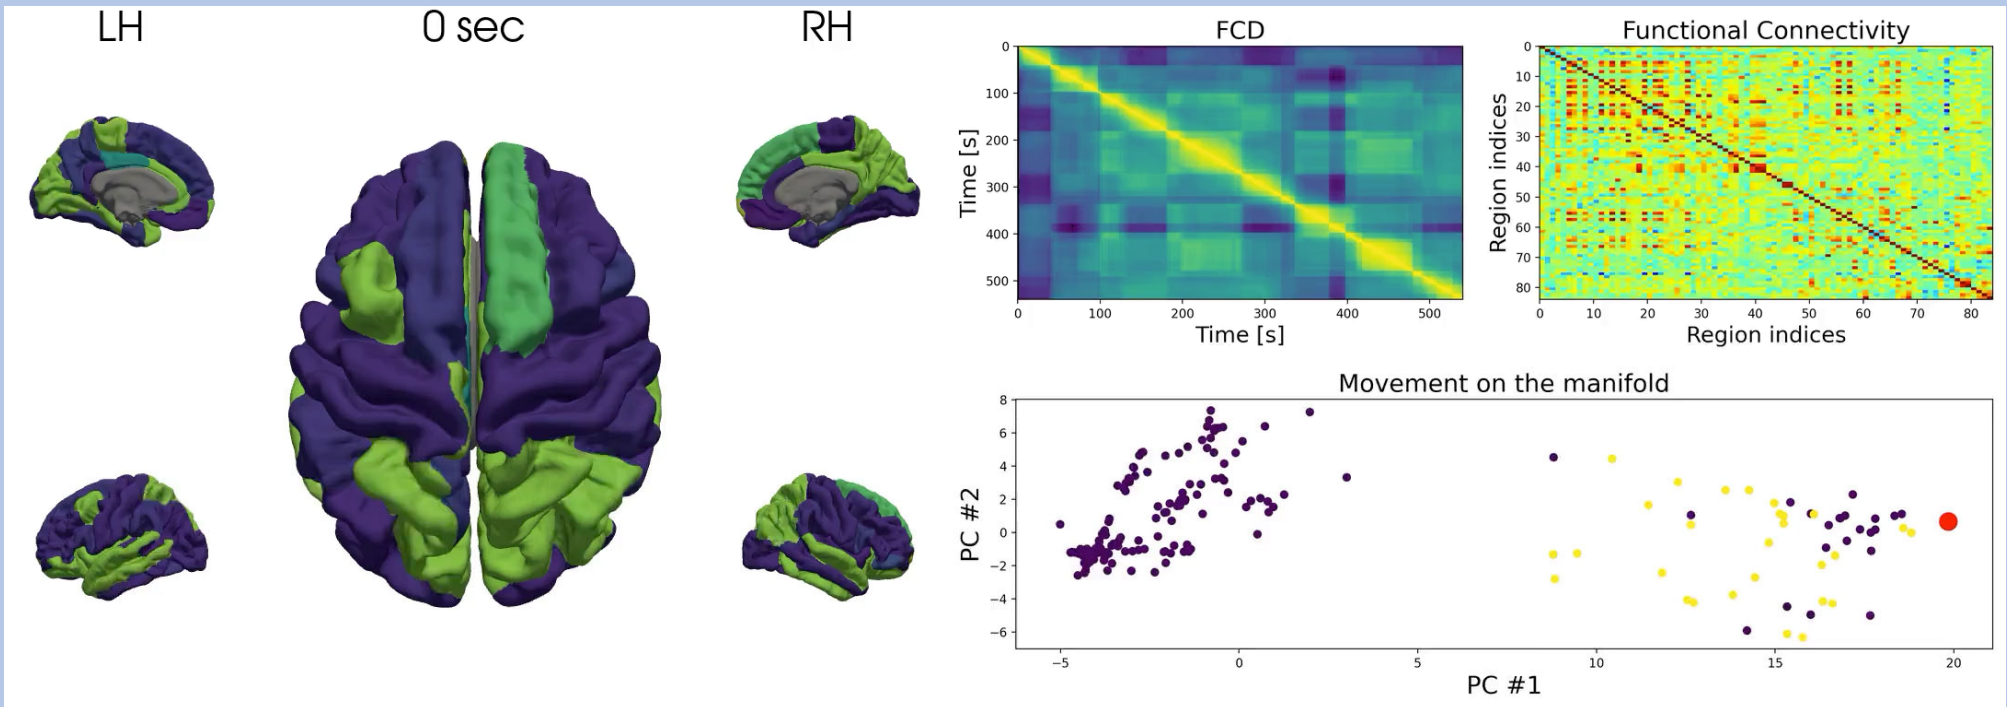 LH
0 sec
RH
FCD
0
100
200
300
400
500
Time [s]
0 100 200 300 400 500
Time [s]
Functional Connectivity
0
10
20
30
40
50
60
70
80
Region indices
0 10 20 30 40 50 60 70 80
Region indices
Movement on the manifold
8
6
4
2
0
−2
−4
−6
PC #2
−5 0 5 10 15 20
PC #1